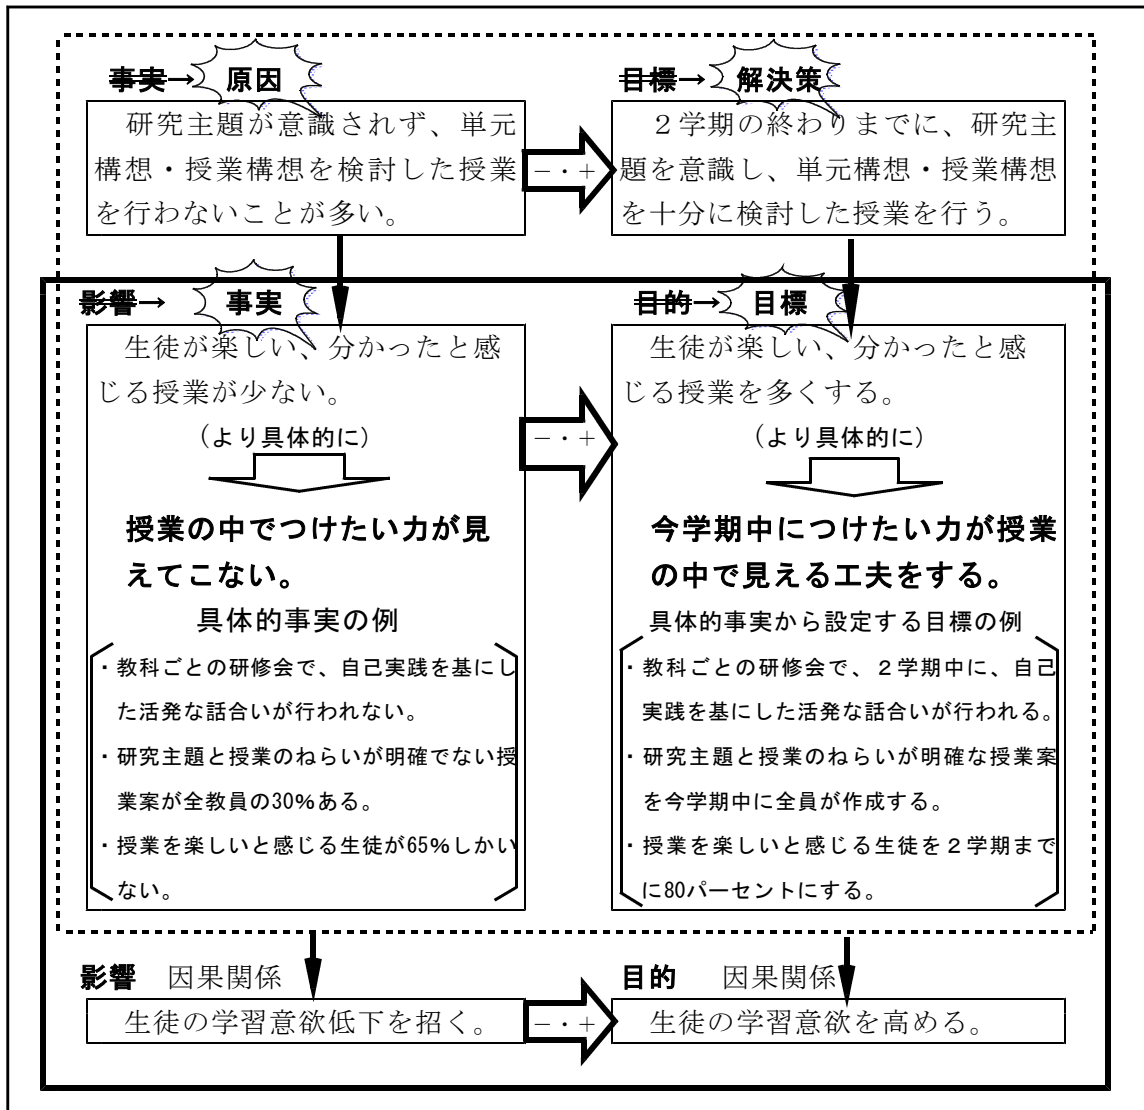 事実→ 原因
研究主題が意識されず、単元
構想・授業構想を検討した授業
を行わないことが多い。
−・+
目標→ 解決策
２学期の終わりまでに、研究主
題を意識し、単元構想・授業構想
を十分に検討した授業を行う。
影響→ 事実
生徒が楽しい、分かったと感
じる授業が少ない。
(より具体的に)
授業の中でつけたい力が見
えてこない。
具体的事実の例
・教科ごとの研修会で、自己実践を基にし
た活発な話合いが行われない。
・研究主題と授業のねらいが明確でない授
業案が全教員の30%ある。
・授業を楽しいと感じる生徒が65%しかい
ない。
−・+
目的→ 目標
生徒が楽しい、分かったと感
じる授業を多くする。
(より具体的に)
今学期中につけたい力が授業
の中で見える工夫をする。
具体的事実から設定する目標の例
・教科ごとの研修会で、２学期中に、自己
実践を基にした活発な話合いが行われる。
・研究主題と授業のねらいが明確な授業案
を今学期中に全員が作成する。
・授業を楽しいと感じる生徒を２学期まで
に80パーセントにする。
影響 因果関係
生徒の学習意欲低下を招く。
−・+
目的 因果関係
生徒の学習意欲を高める。